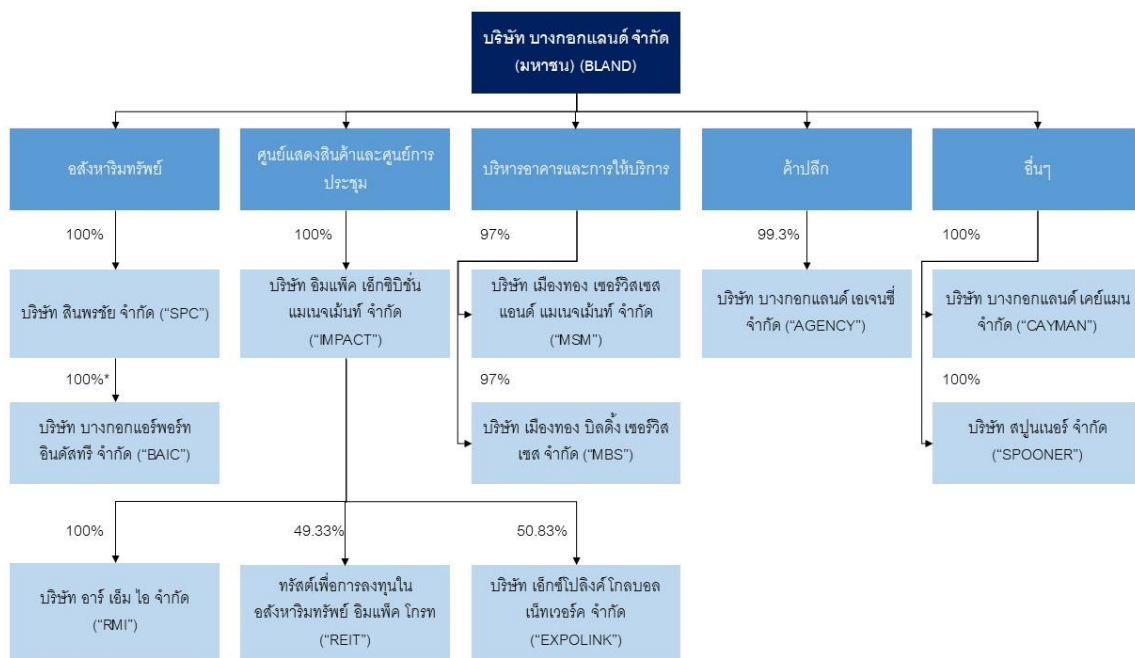 บริษัท บางกอกแลนด์ จำกัด
(มหาชน) (BLAND)
อสังหาริมทรัพย์
ศูนย์แสดงสินค้าและศูนย์การ
ประชุม
บริหารอาคารและการให้บริการ
ค้าปลีก
อื่นๆ
100%
100%
97%
99.3%
100%
บริษัท สินพรชัย จำกัด (“SPC”)
บริษัท อิมแพ็ค เอ็กซิบิชั่น
แมเนจเม้นท์ จำกัด
(“IMPACT”)
บริษัท เมืองทอง เซอร์วิสเซส
แอนด์ แมเนจเม้นท์ จำกัด
(“MSM”)
บริษัท บางกอกแลนด์ เอเจนซี่
จำกัด (“AGENCY”)
บริษัท บางกอกแลนด์ เคย์แมน
จำกัด (“CAYMAN”)
100%*
97%
100%
บริษัท บางกอกแอร์พอร์ท
อินดัสทรี จำกัด (“BAIC”)
บริษัท เมืองทอง บิลดิ้ง เซอร์วิส
เซส จำกัด (“MBS”)
บริษัท สปูนเนอร์ จำกัด
(“SPOONER”)
100%
49.33%
50.83%
บริษัท อาร์ เอ็ม ไอ จำกัด
(“RMI”)
ทรัสต์เพื่อการลงทุนใน
อสังหาริมทรัพย์ อิมแพ็ค โกรท
(“REIT”)
บริษัท เอ็กซ์โปลิงค์ โกลบอล
เน็ทเวอร์ค จำกัด
(“EXPOLINK”)